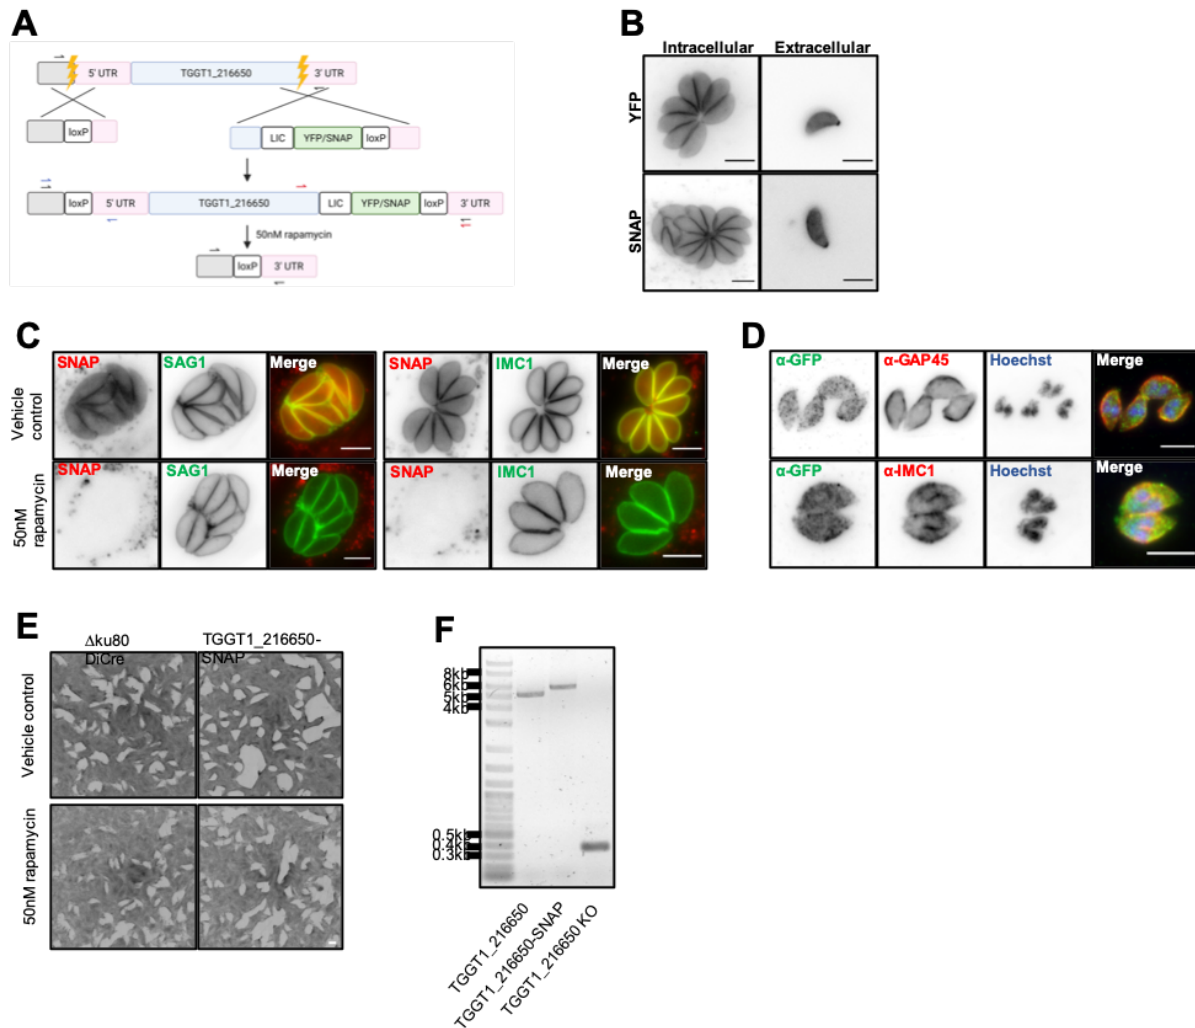 A
5' UTR
TGGT1_216650
3' UTR
loxP
LIC
YFP/SNAP
loxP
loxP
5' UTR
TGGT1_216650
LIC
YFP/SNAP
loxP
3' UTR
50nM rapamycin
loxP
3' UTR
B
Intracellular
Extracellular
YFP
SNAP
C
Vehicle
control
SNAP
SAG1
Merge
SNAP
IMC1
Merge
50nM
rapamycin
SNAP
SAG1
Merge
SNAP
IMC1
Merge
D
α-GFP
α-GAP45
Hoechst
Merge
α-GFP
α-IMC1
Hoechst
Merge
E
Δku80
DiCre
TGGT1_216650-
SNAP
Vehicle control
50nM rapamycin
F
8kb
6kb
5kb
4kb
0.5kb
0.4kb
0.3kb
TGGT1_216650
TGGT1_216650-SNAP
TGGT1_216650 KO